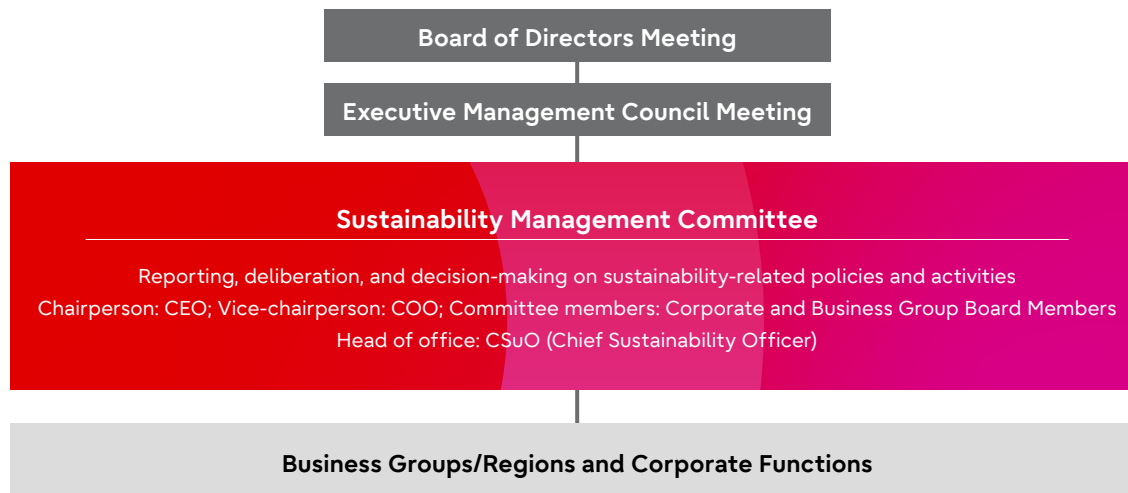 Board of Directors Meeting
Executive Management Council Meeting
Sustainability Management Committee
Reporting, deliberation, and decision-making on sustainability-related policies and activities
Chairperson: CEO; Vice-chairperson: COO; Committee members: Corporate and Business Group Board Members
Head of office: CSuO (Chief Sustainability Officer)
Business Groups/Regions and Corporate Functions